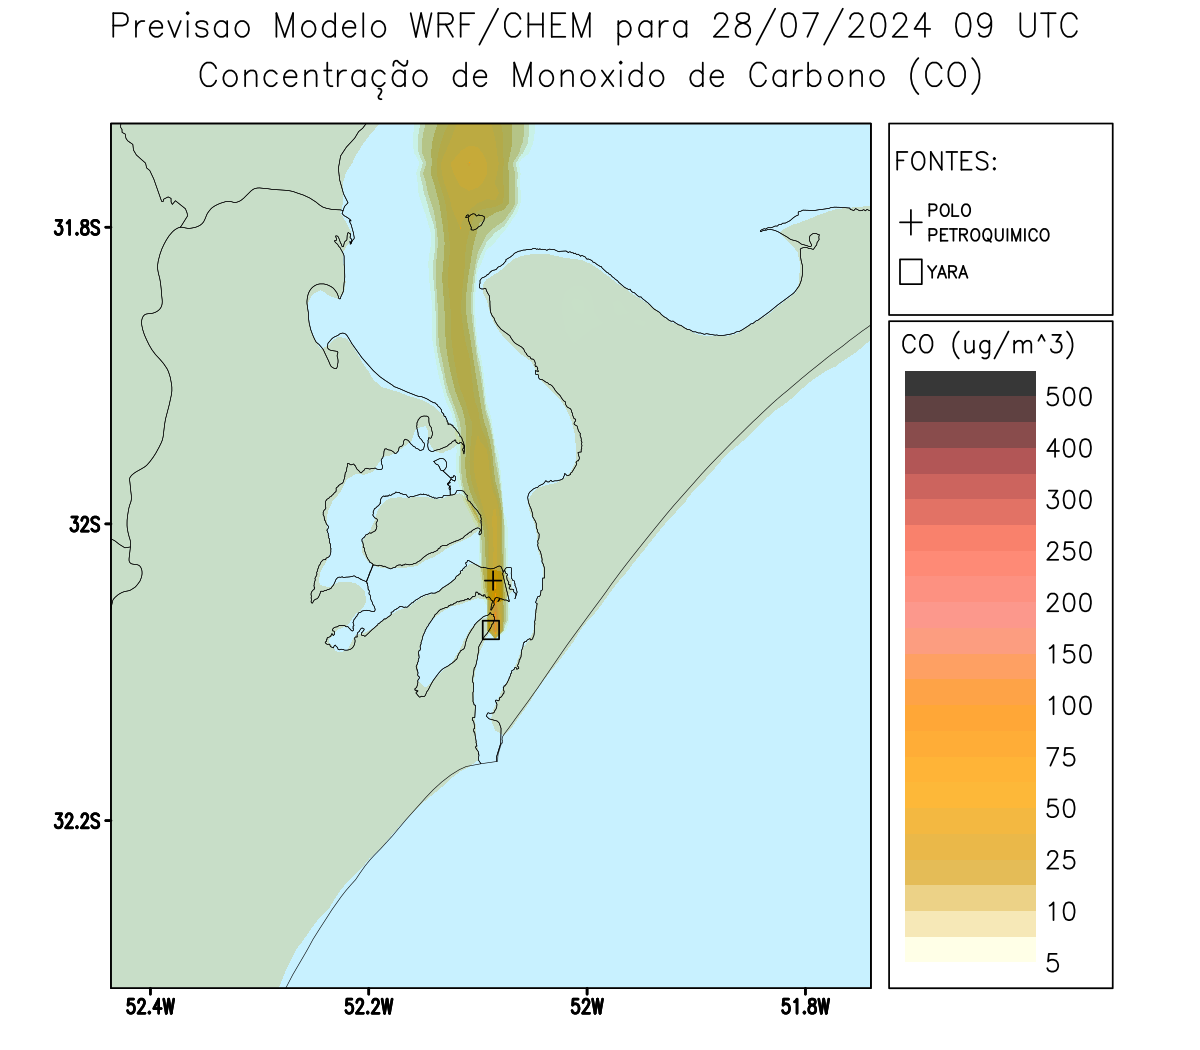 Previsao Modelo WRF/CHEM para 28/07/2024 09 UTC
Concentração de Monoxido de Carbono (CO)
FONTES:
POLO
PETROQUIMICO
YARA
CO (ug/m^3)
500
400
300
250
200
150
100
75
50
25
10
5
31.8S
32S
32.2S
52.4W
52.2W
52W
51.8W